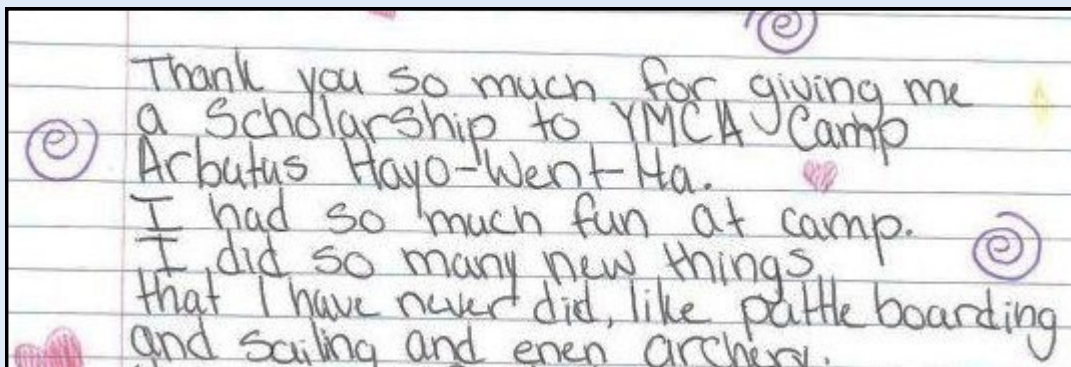 Thank you so much for giving me
a Scholarship to YMCA Camp
Arbutus Hayo-Went-Ha.
I had so much fun at camp.
I did so many new things
that I have never did, like pattle boarding
and sailing and enen archery.